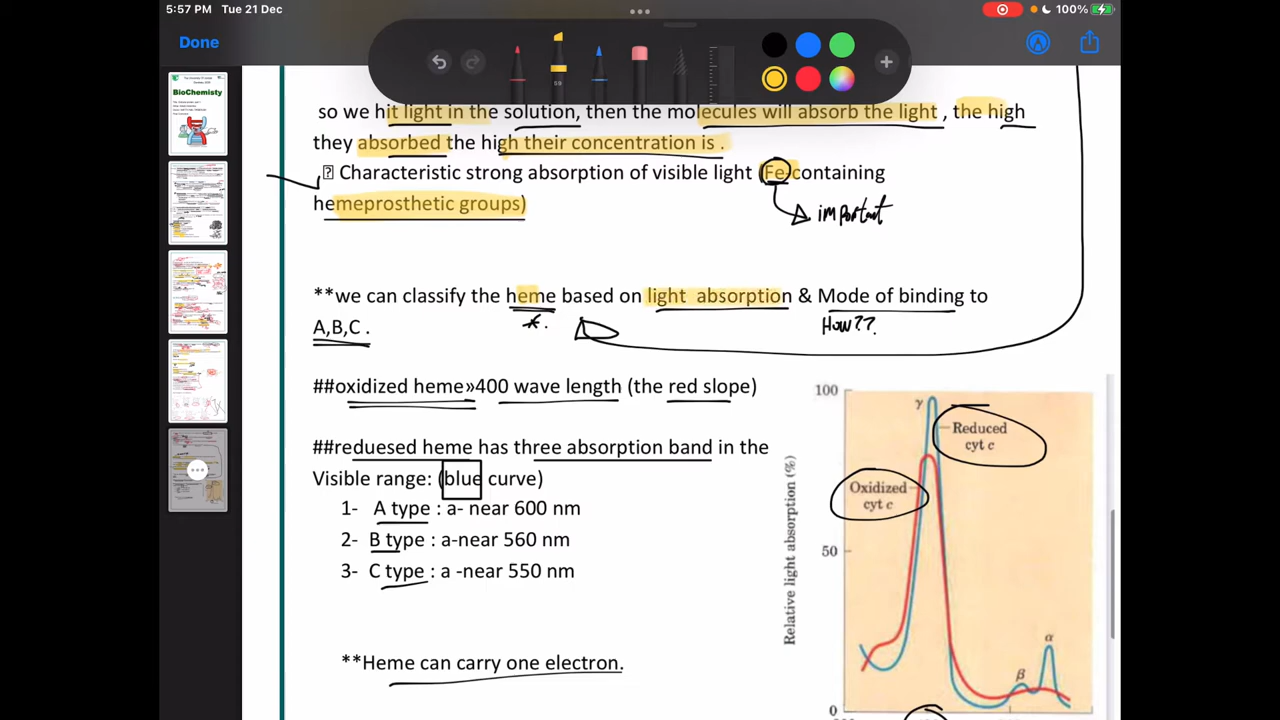 5:57 PM Tue 21 Dec
100%
Done
BioChemisty
so we hit light in the solution, then the molecules will absorb the light , the high
they absorbed the high their concentration is .
Characteristic strong absorption of visible light (Fe containing
hemeprosthetic groups)
important
**we can classify the heme based on light absorption & Mode of binding to
A,B,C .
How??.
##oxidized heme»400 wave length (the red slope)
##reduesed heme has three absorption band in the
Visible range: (blue curve)
1- A type : a- near 600 nm
2- B type : a-near 560 nm
3- C type : a -near 550 nm
**Heme can carry one electron.
Relative light absorption (%)
100
50
0
γ
Reduced
cyt c
Oxidized
cyt c
β
α